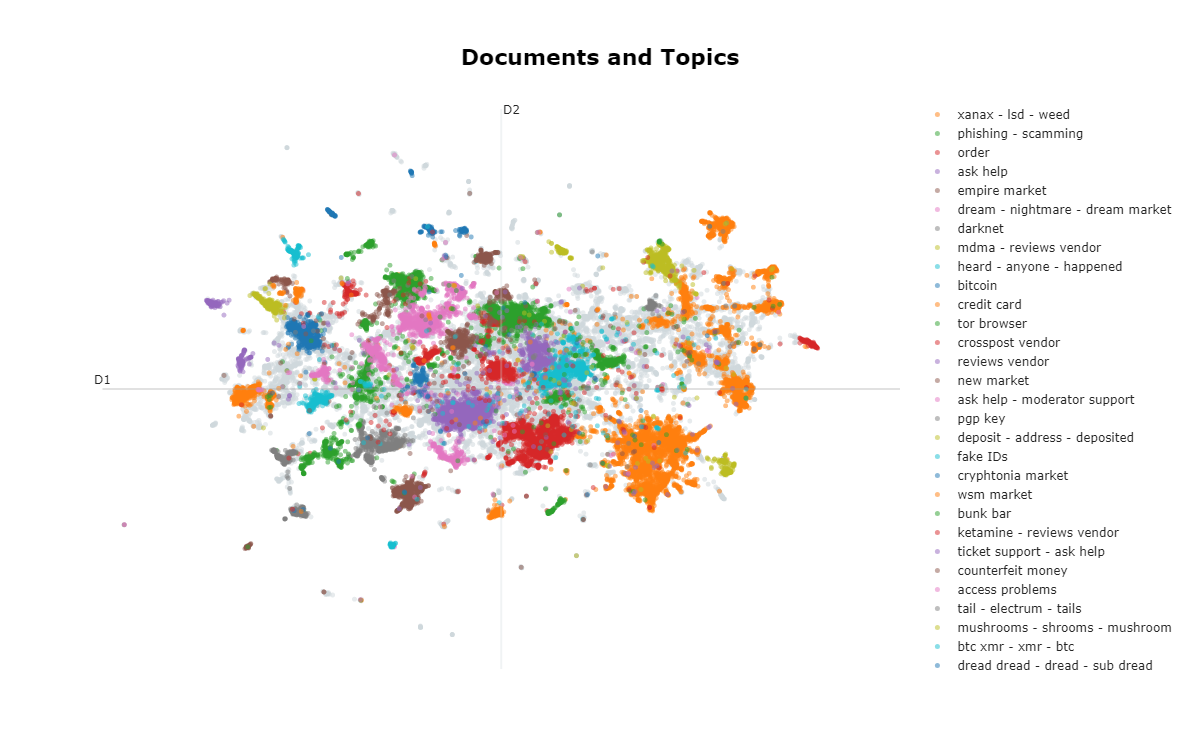 Documents and Topics
D2
D1
xanax - lsd - weed
phishing - scamming
order
ask help
empire market
dream - nightmare - dream market
darknet
mdma - reviews vendor
heard - anyone - happened
bitcoin
credit card
tor browser
crosspost vendor
reviews vendor
new market
ask help - moderator support
pgp key
deposit - address - deposited
fake IDs
cryphtonia market
wsm market
bunk bar
ketamine - reviews vendor
ticket support - ask help
counterfeit money
access problems
tail - electrum - tails
mushrooms - shrooms - mushroom
btc xmr - xmr - btc
dread dread - dread - sub dread